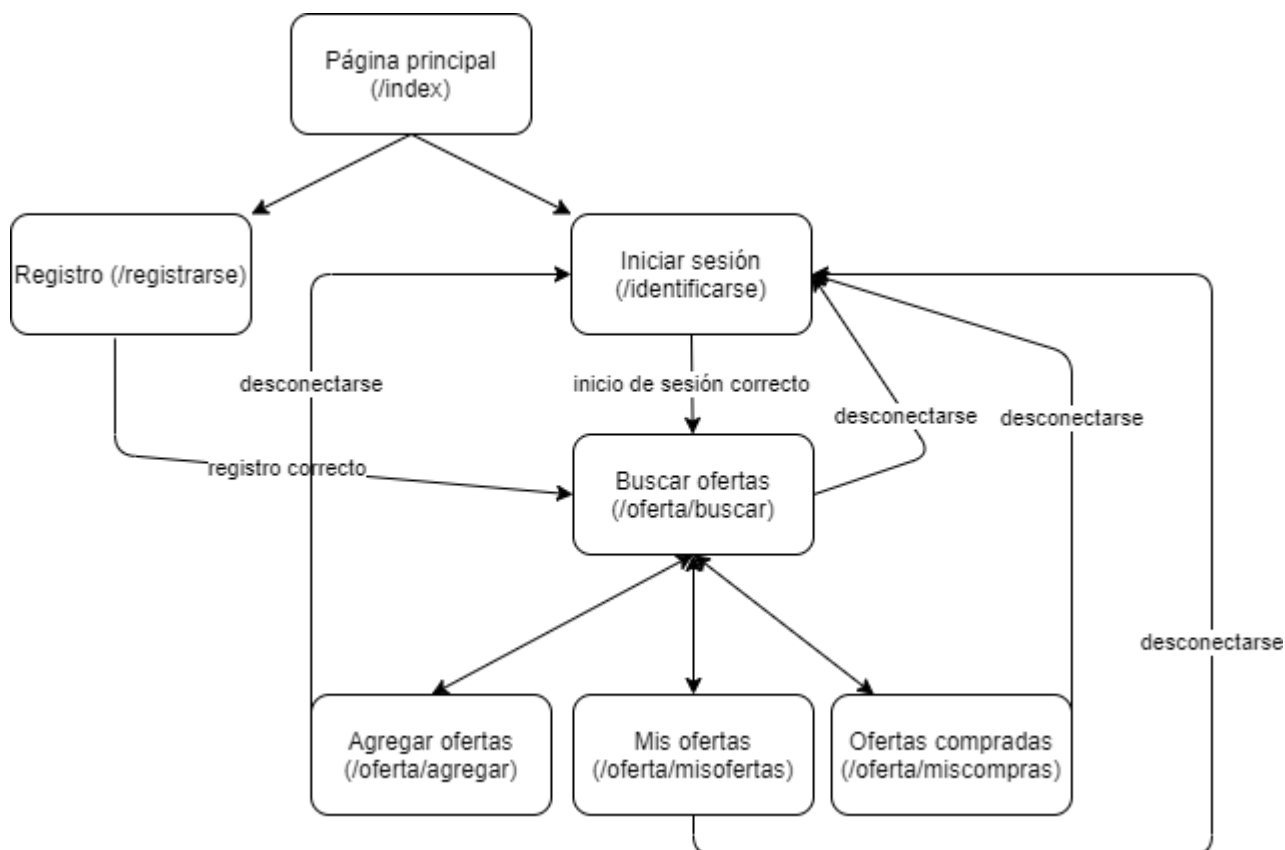 Página principal
(/index)
Registro (/registrarse)
Iniciar sesión
(/identificarse)
desconectarse
inicio de sesión correcto
desconectarse
desconectarse
registro correcto
Buscar ofertas
(/oferta/buscar)
desconectarse
Agregar ofertas
(/oferta/agregar)
Mis ofertas
(/oferta/misofertas)
Ofertas compradas
(/oferta/miscompras)